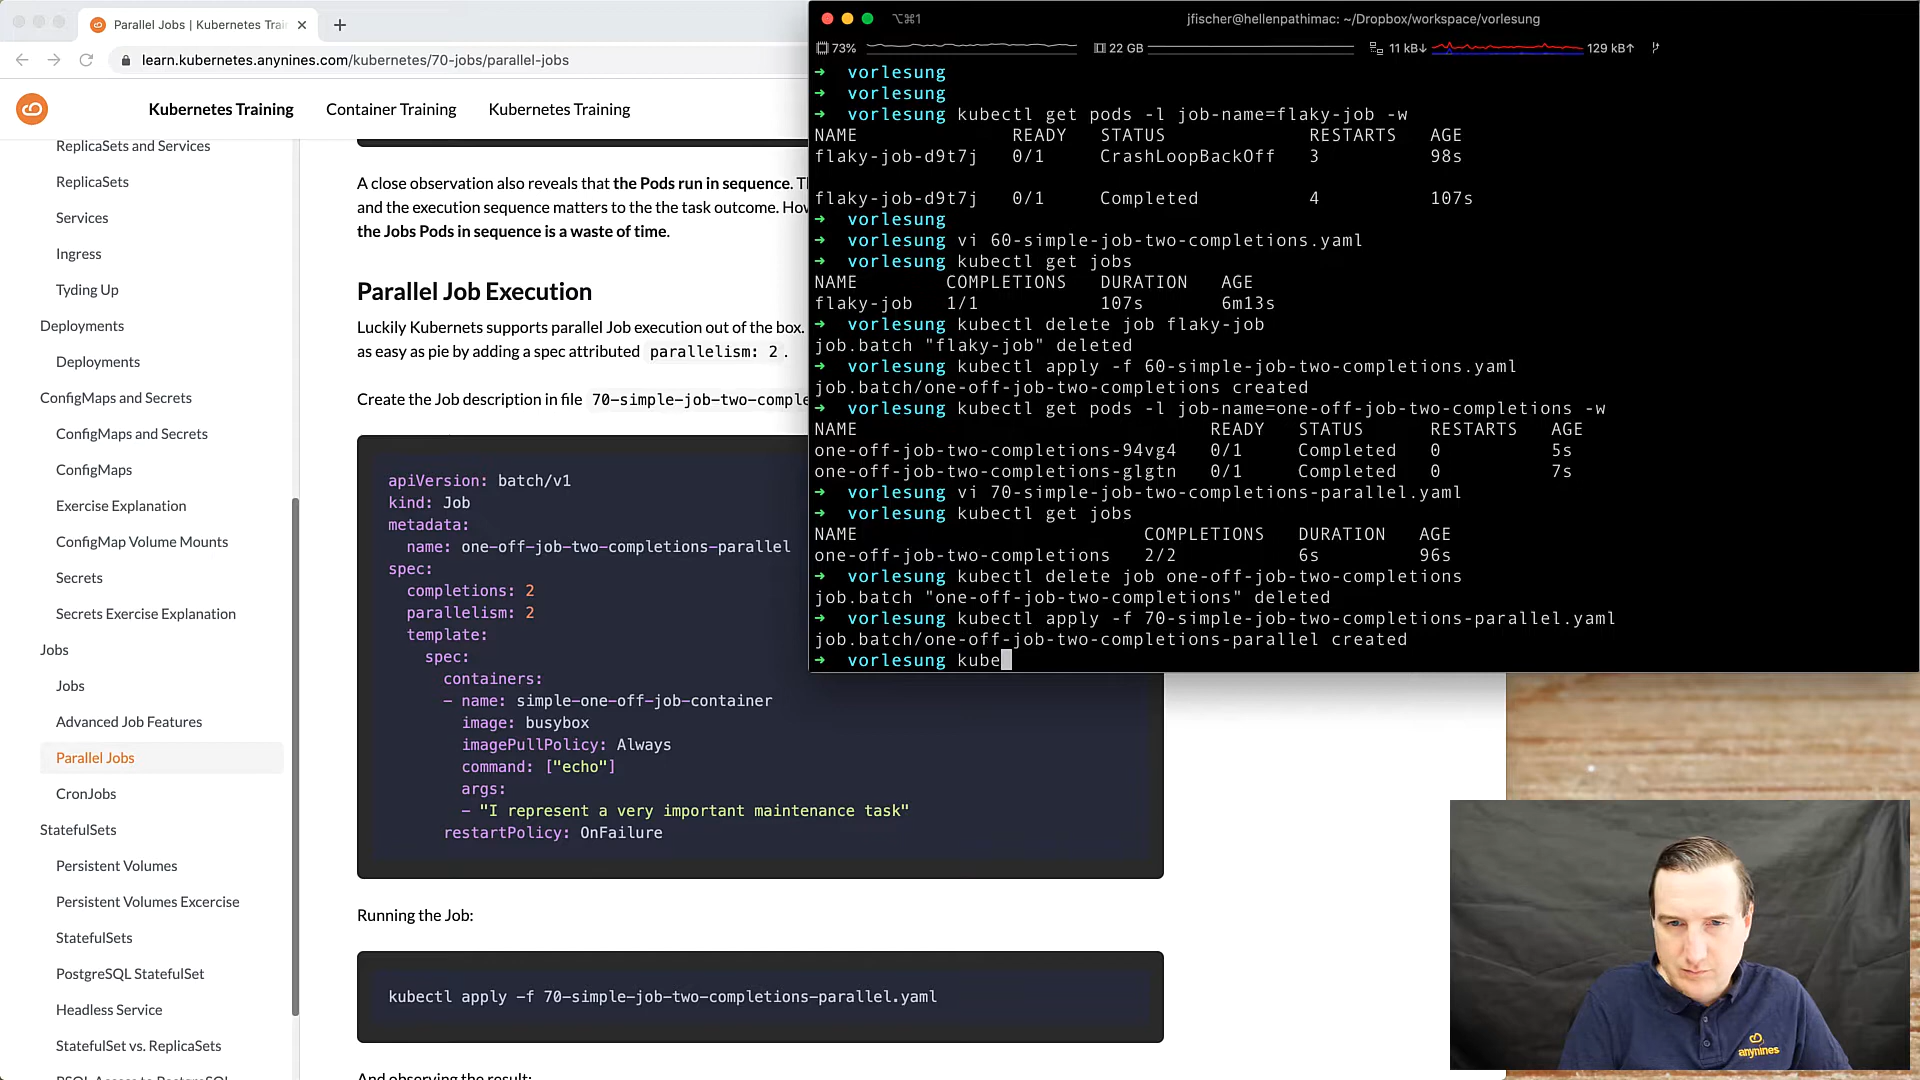 Parallel Jobs | Kubernetes Trai
learn.kubernetes.anynines.com/kubernetes/70-jobs/parallel-jobs
Kubernetes Training
Container Training
Kubernetes Training
ReplicaSets and Services
ReplicaSets
Services
Ingress
Tyding Up
Deployments
Deployments
ConfigMaps and Secrets
ConfigMaps and Secrets
ConfigMaps
Exercise Explanation
ConfigMap Volume Mounts
Secrets
Secrets Exercise Explanation
Jobs
Jobs
Advanced Job Features
Parallel Jobs
CronJobs
StatefulSets
Persistent Volumes
Persistent Volumes Excercise
StatefulSets
PostgreSQL StatefulSet
Headless Service
StatefulSet vs. ReplicaSets
A close observation also reveals that the Pods run in sequence.
and the execution sequence matters to the the task outcome.
the Jobs Pods in sequence is a waste of time.
Parallel Job Execution
Luckily Kubernets supports parallel Job execution out of the box.
as easy as pie by adding a spec attributed parallelism: 2 .
Create the Job description in file 70-simple-job-two-comple
apiVersion: batch/v1
kind: Job
metadata:
name: one-off-job-two-completions-parallel
spec:
completions: 2
parallelism: 2
template:
spec:
containers:
- name: simple-one-off-job-container
image: busybox
imagePullPolicy: Always
command: ["echo"]
args:
- "I represent a very important maintenance task"
restartPolicy: OnFailure
Running the Job:
kubectl apply -f 70-simple-job-two-completions-parallel.yaml
And observing the result:
⌥⌘1
jfischer@hellenpathimac: ~/Dropbox/workspace/vorlesung
73% 22 GB 11 kB↓ 129 kB↑
➜ vorlesung
➜ vorlesung
➜ vorlesung kubectl get pods -l job-name=flaky-job -w
NAME READY STATUS RESTARTS AGE
flaky-job-d9t7j 0/1 CrashLoopBackOff 3 98s
flaky-job-d9t7j 0/1 Completed 4 107s
➜ vorlesung
➜ vorlesung vi 60-simple-job-two-completions.yaml
➜ vorlesung kubectl get jobs
NAME COMPLETIONS DURATION AGE
flaky-job 1/1 107s 6m13s
➜ vorlesung kubectl delete job flaky-job
job.batch "flaky-job" deleted
➜ vorlesung kubectl apply -f 60-simple-job-two-completions.yaml
job.batch/one-off-job-two-completions created
➜ vorlesung kubectl get pods -l job-name=one-off-job-two-completions -w
NAME READY STATUS RESTARTS AGE
one-off-job-two-completions-94vg4 0/1 Completed 0 5s
one-off-job-two-completions-glgtn 0/1 Completed 0 7s
➜ vorlesung vi 70-simple-job-two-completions-parallel.yaml
➜ vorlesung kubectl get jobs
NAME COMPLETIONS DURATION AGE
one-off-job-two-completions 2/2 6s 96s
➜ vorlesung kubectl delete job one-off-job-two-completions
job.batch "one-off-job-two-completions" deleted
➜ vorlesung kubectl apply -f 70-simple-job-two-completions-parallel.yaml
job.batch/one-off-job-two-completions-parallel created
➜ vorlesung kube
anynines